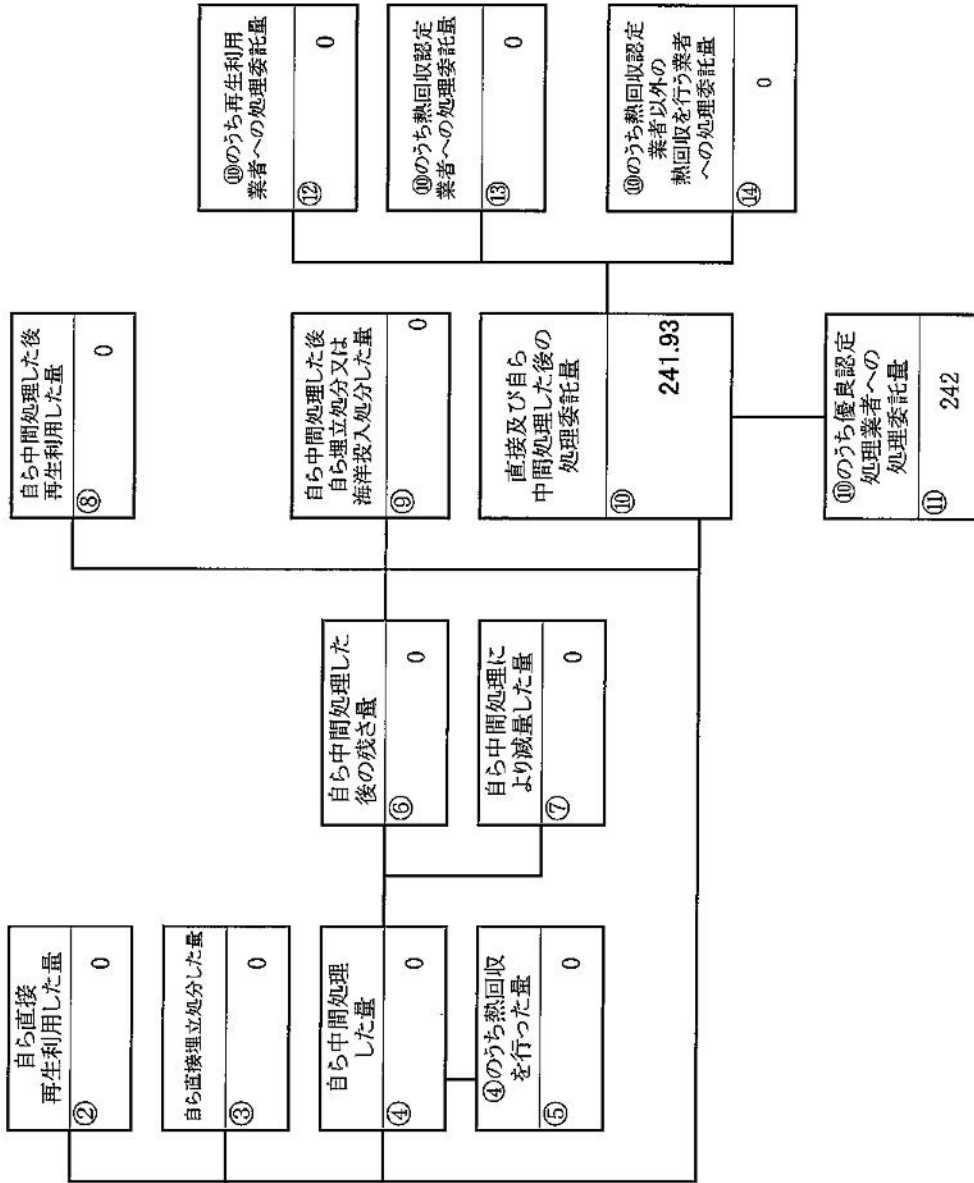 自ら直接
再生利用した量
②
0
自ら直接埋立処分した量
③
0
自ら中間処理
した量
④
0
④のうち熱回収
を行った量
⑤
0
自ら中間処理した
後の残さ量
⑥
0
自ら中間処理に
より減量した量
⑦
0
自ら中間処理した後
再生利用した量
⑧
0
自ら中間処理した後
自ら埋立処分又は
海洋投入処分した量
⑨
0
直接及び自ら
中間処理した後の
処理委託量
⑩
241.93
⑩のうち優良認定
処理業者への
処理委託量
⑪
242
⑩のうち再生利用
業者への処理委託量
⑫
0
⑩のうち熱回収認定
業者への処理委託量
⑬
0
⑩のうち熱回収認定
業者以外の
熱回収を行う業者
への処理委託量
⑭
0